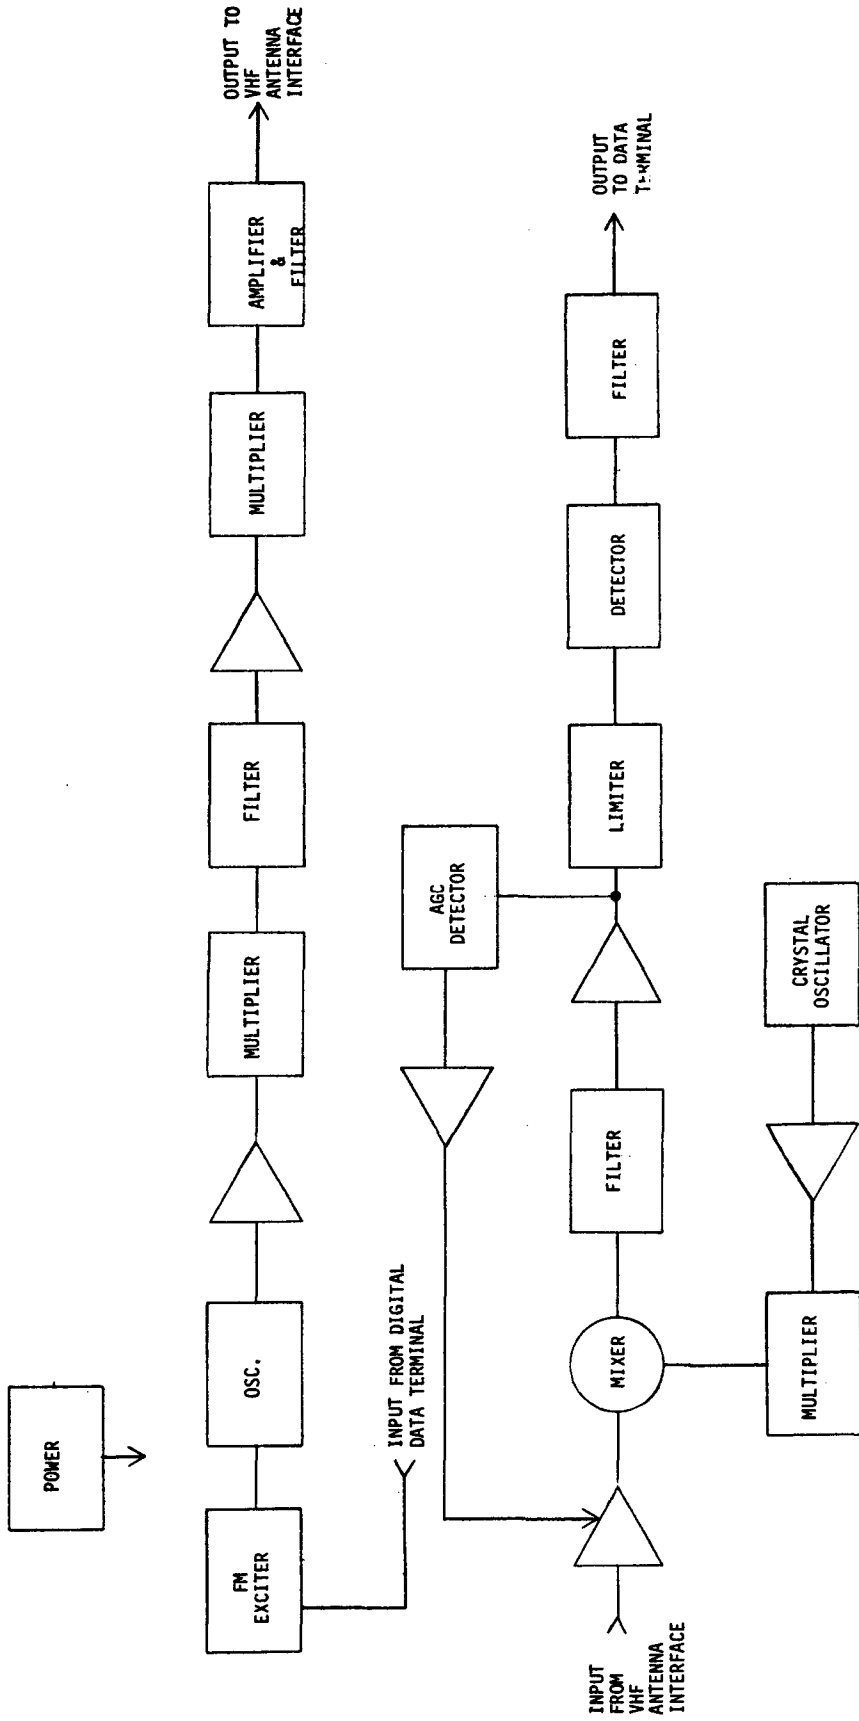 POWER
FM
EXCITER
OSC.
MULTIPLIER
FILTER
MULTIPLIER
AMPLIFIER
&
FILTER
OUTPUT TO
VHF
ANTENNA
INTERFACE
INPUT FROM DIGITAL
DATA TERMINAL
AGC
DETECTOR
INPUT
FROM
VHF
ANTENNA
INTERFACE
MIXER
FILTER
LIMITER
DETECTOR
FILTER
OUTPUT
TO DATA
TERMINAL
MULTIPLIER
CRYSTAL
OSCILLATOR